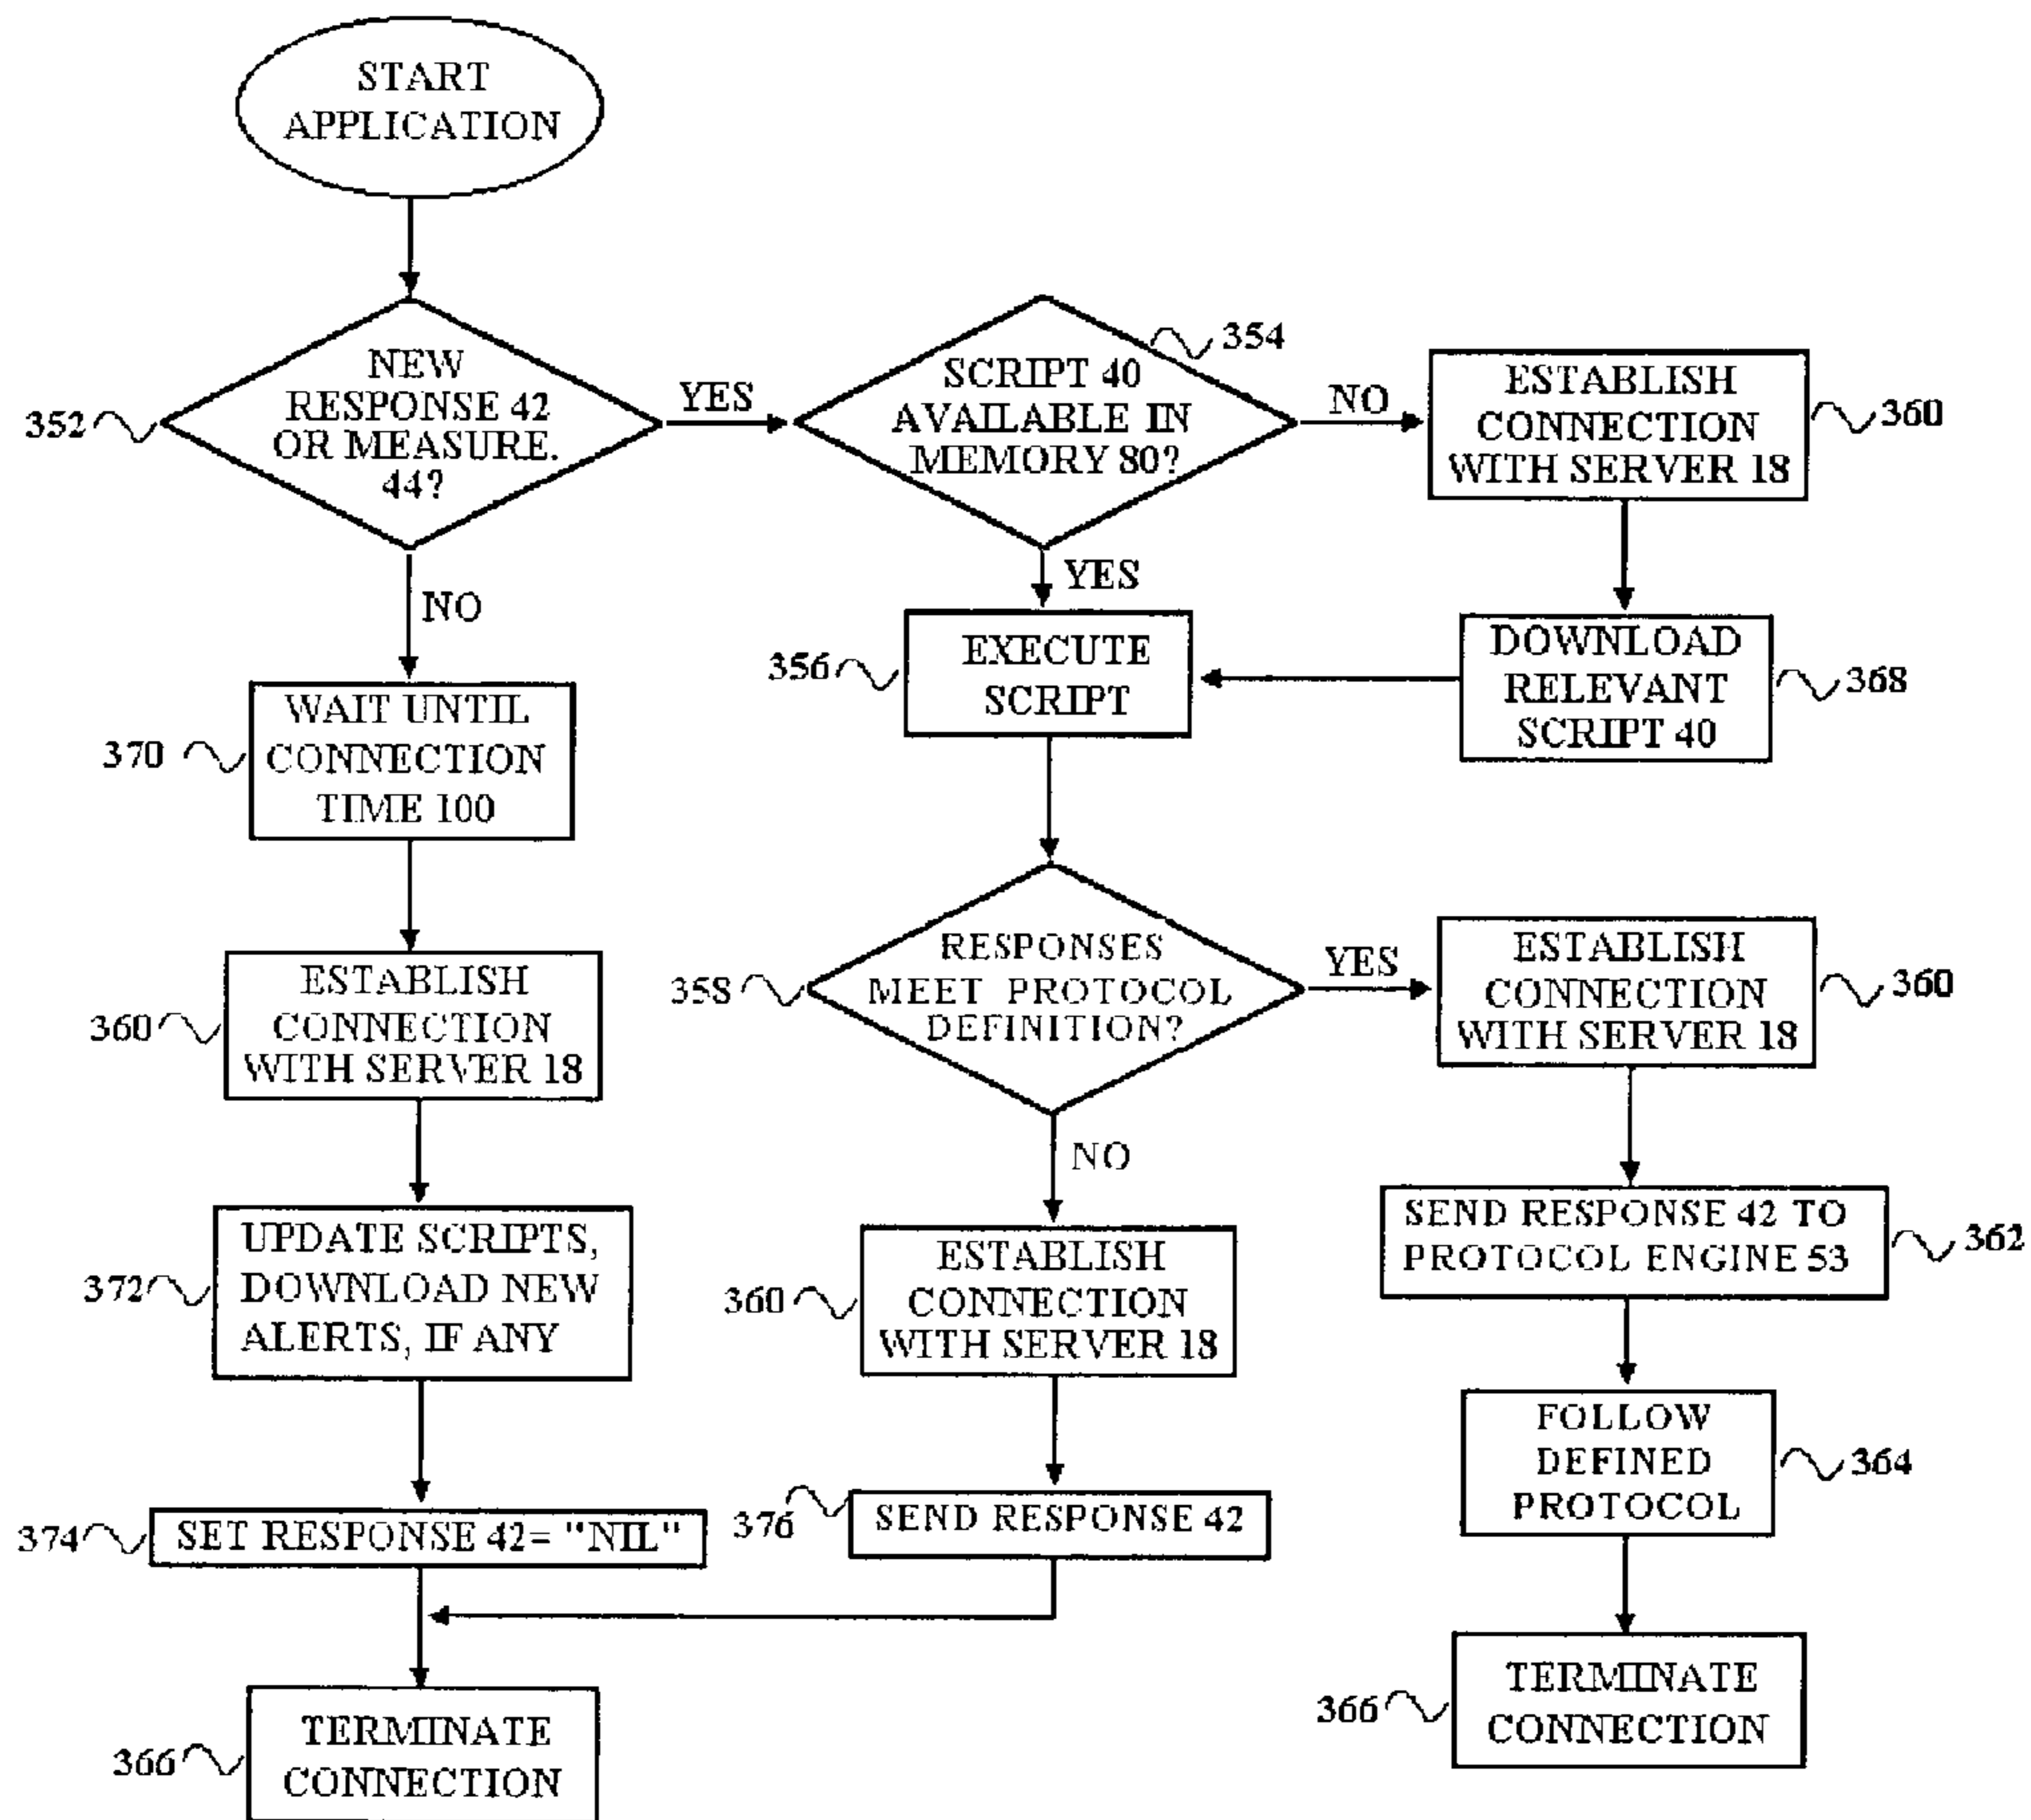 START
APPLICATION
352
NEW
RESPONSE 42
OR MEASURE.
44?
YES
354
SCRIPT 40
AVAILABLE IN
MEMORY 80?
NO
ESTABLISH
CONNECTION
WITH SERVER 18
360
NO
YES
370
WAIT UNTIL
CONNECTION
TIME 100
356
EXECUTE
SCRIPT
DOWNLOAD
RELEVANT
SCRIPT 40
368
360
ESTABLISH
CONNECTION
WITH SERVER 18
358
RESPONSES
MEET PROTOCOL
DEFINITION?
YES
ESTABLISH
CONNECTION
WITH SERVER 18
360
NO
372
UPDATE SCRIPTS,
DOWNLOAD NEW
ALERTS, IF ANY
360
ESTABLISH
CONNECTION
WITH SERVER 18
SEND RESPONSE 42 TO
PROTOCOL ENGINE 53
362
374
SET RESPONSE 42= "NIL"
376
SEND RESPONSE 42
FOLLOW
DEFINED
PROTOCOL
364
366
TERMINATE
CONNECTION
366
TERMINATE
CONNECTION